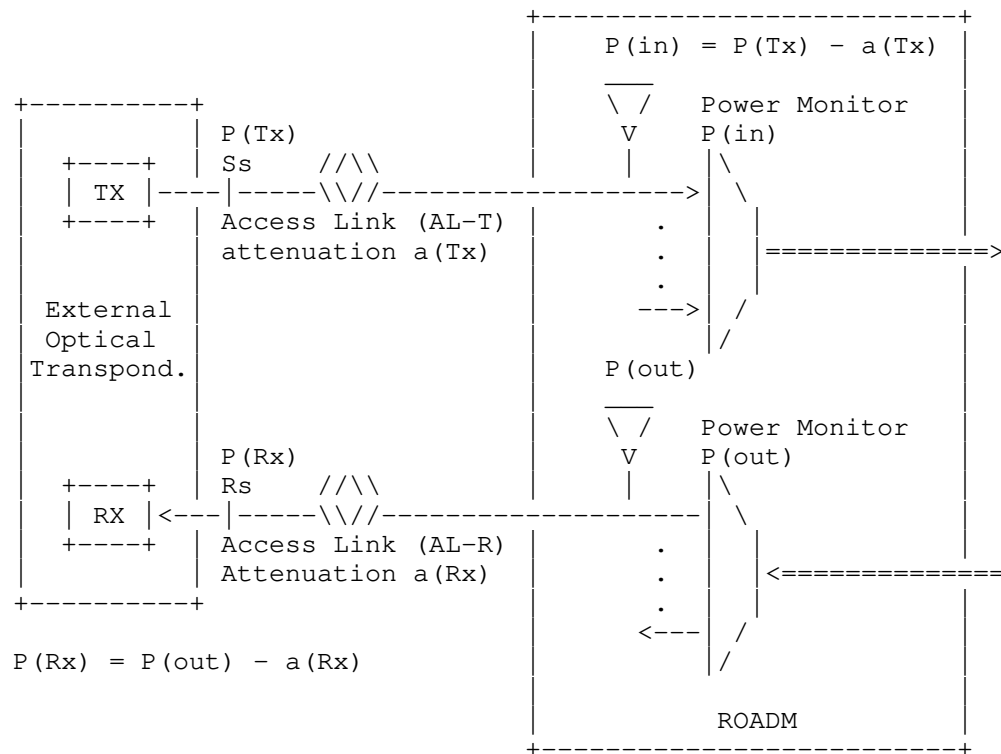 P(in) = P(Tx) - a(Tx)
Power Monitor
P(Tx) V P(in)
Ss
TX
Access Link (AL-T)
attenuation a(Tx)
External
Optical
Transpond.
P(out)
Power Monitor
P(Rx) V P(out)
Rs
RX
Access Link (AL-R)
Attenuation a(Rx)
P(Rx) = P(out) - a(Rx)
ROADM